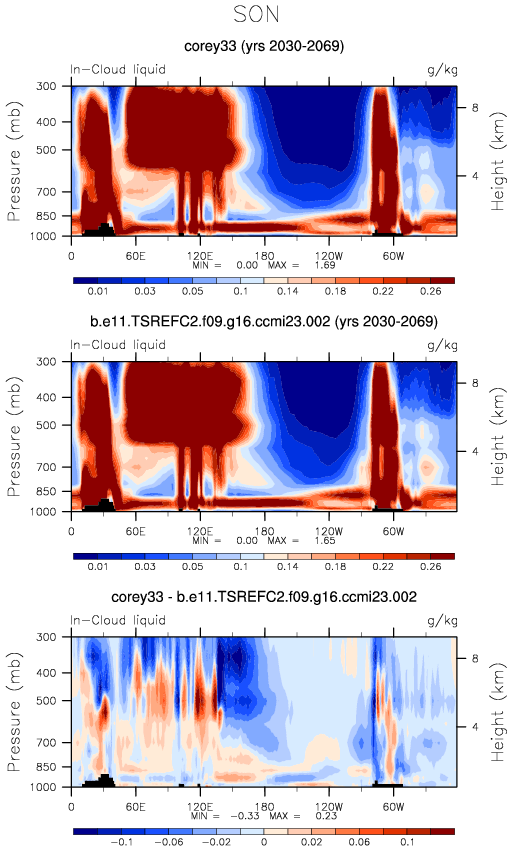 SON
corey33 (yrs 2030-2069)
In-Cloud liquid g/kg
Pressure (mb)
300
400
500
700
850
1000
8
4
Height (km)
0 60E 120E 180 120W 60W
MIN = 0.00 MAX = 1.69
0.01 0.03 0.05 0.07 0.1 0.14 0.18 0.22 0.26
b.e11.TSREFC2.f09.g16.ccmi23.002 (yrs 2030-2069)
In-Cloud liquid g/kg
Pressure (mb)
300
400
500
700
850
1000
8
4
Height (km)
0 60E 120E 180 120W 60W
MIN = 0.00 MAX = 1.65
0.01 0.03 0.05 0.07 0.1 0.14 0.18 0.22 0.26
corey33 - b.e11.TSREFC2.f09.g16.ccmi23.002
In-Cloud liquid g/kg
Pressure (mb)
300
400
500
700
850
1000
8
4
Height (km)
0 60E 120E 180 120W 60W
MIN = -0.33 MAX = 0.23
-0.1 -0.06 -0.02 0 0.02 0.06 0.1